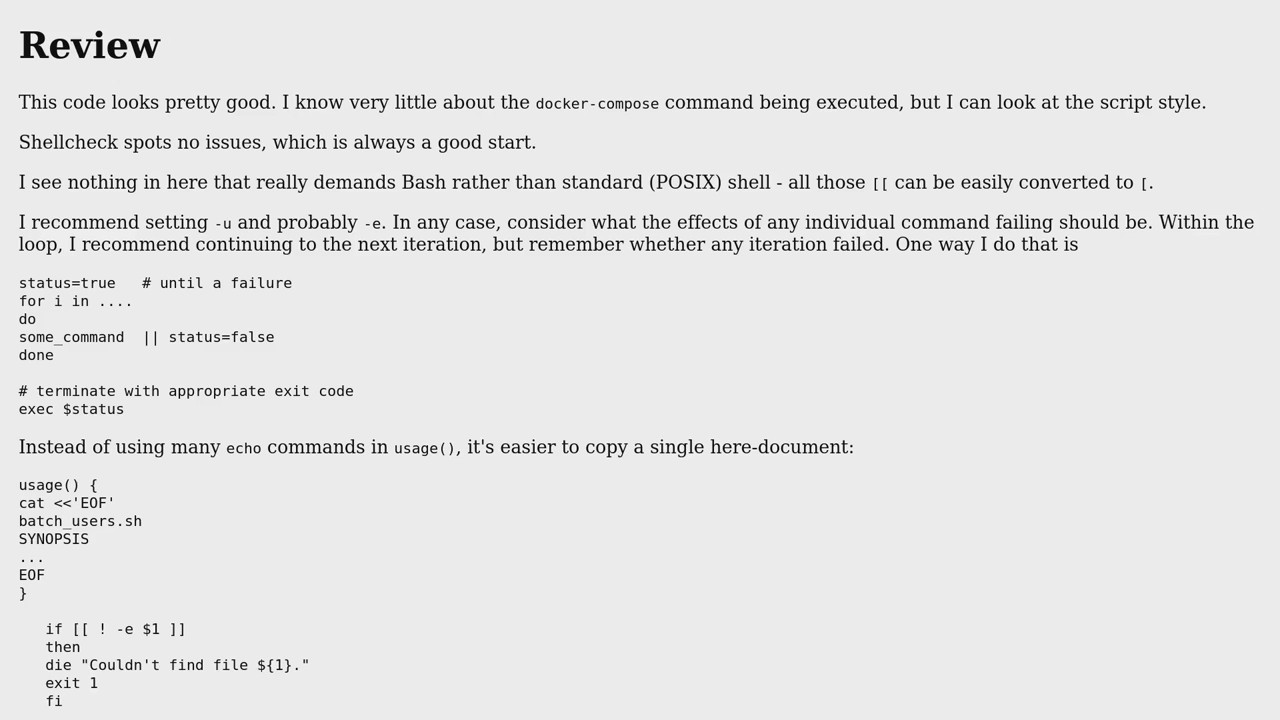 Review
This code looks pretty good. I know very little about the docker-compose command being executed, but I can look at the script style.
Shellcheck spots no issues, which is always a good start.
I see nothing in here that really demands Bash rather than standard (POSIX) shell - all those [[ can be easily converted to [.
I recommend setting -u and probably -e. In any case, consider what the effects of any individual command failing should be. Within the
loop, I recommend continuing to the next iteration, but remember whether any iteration failed. One way I do that is
status=true   # until a failure
for i in ....
do
some_command  || status=false
done
# terminate with appropriate exit code
exec $status
Instead of using many echo commands in usage(), it's easier to copy a single here-document:
usage() {
cat <<'EOF'
batch_users.sh
SYNOPSIS
...
EOF
}
   if [[ ! -e $1 ]]
   then
   die "Couldn't find file ${1}."
   exit 1
   fi